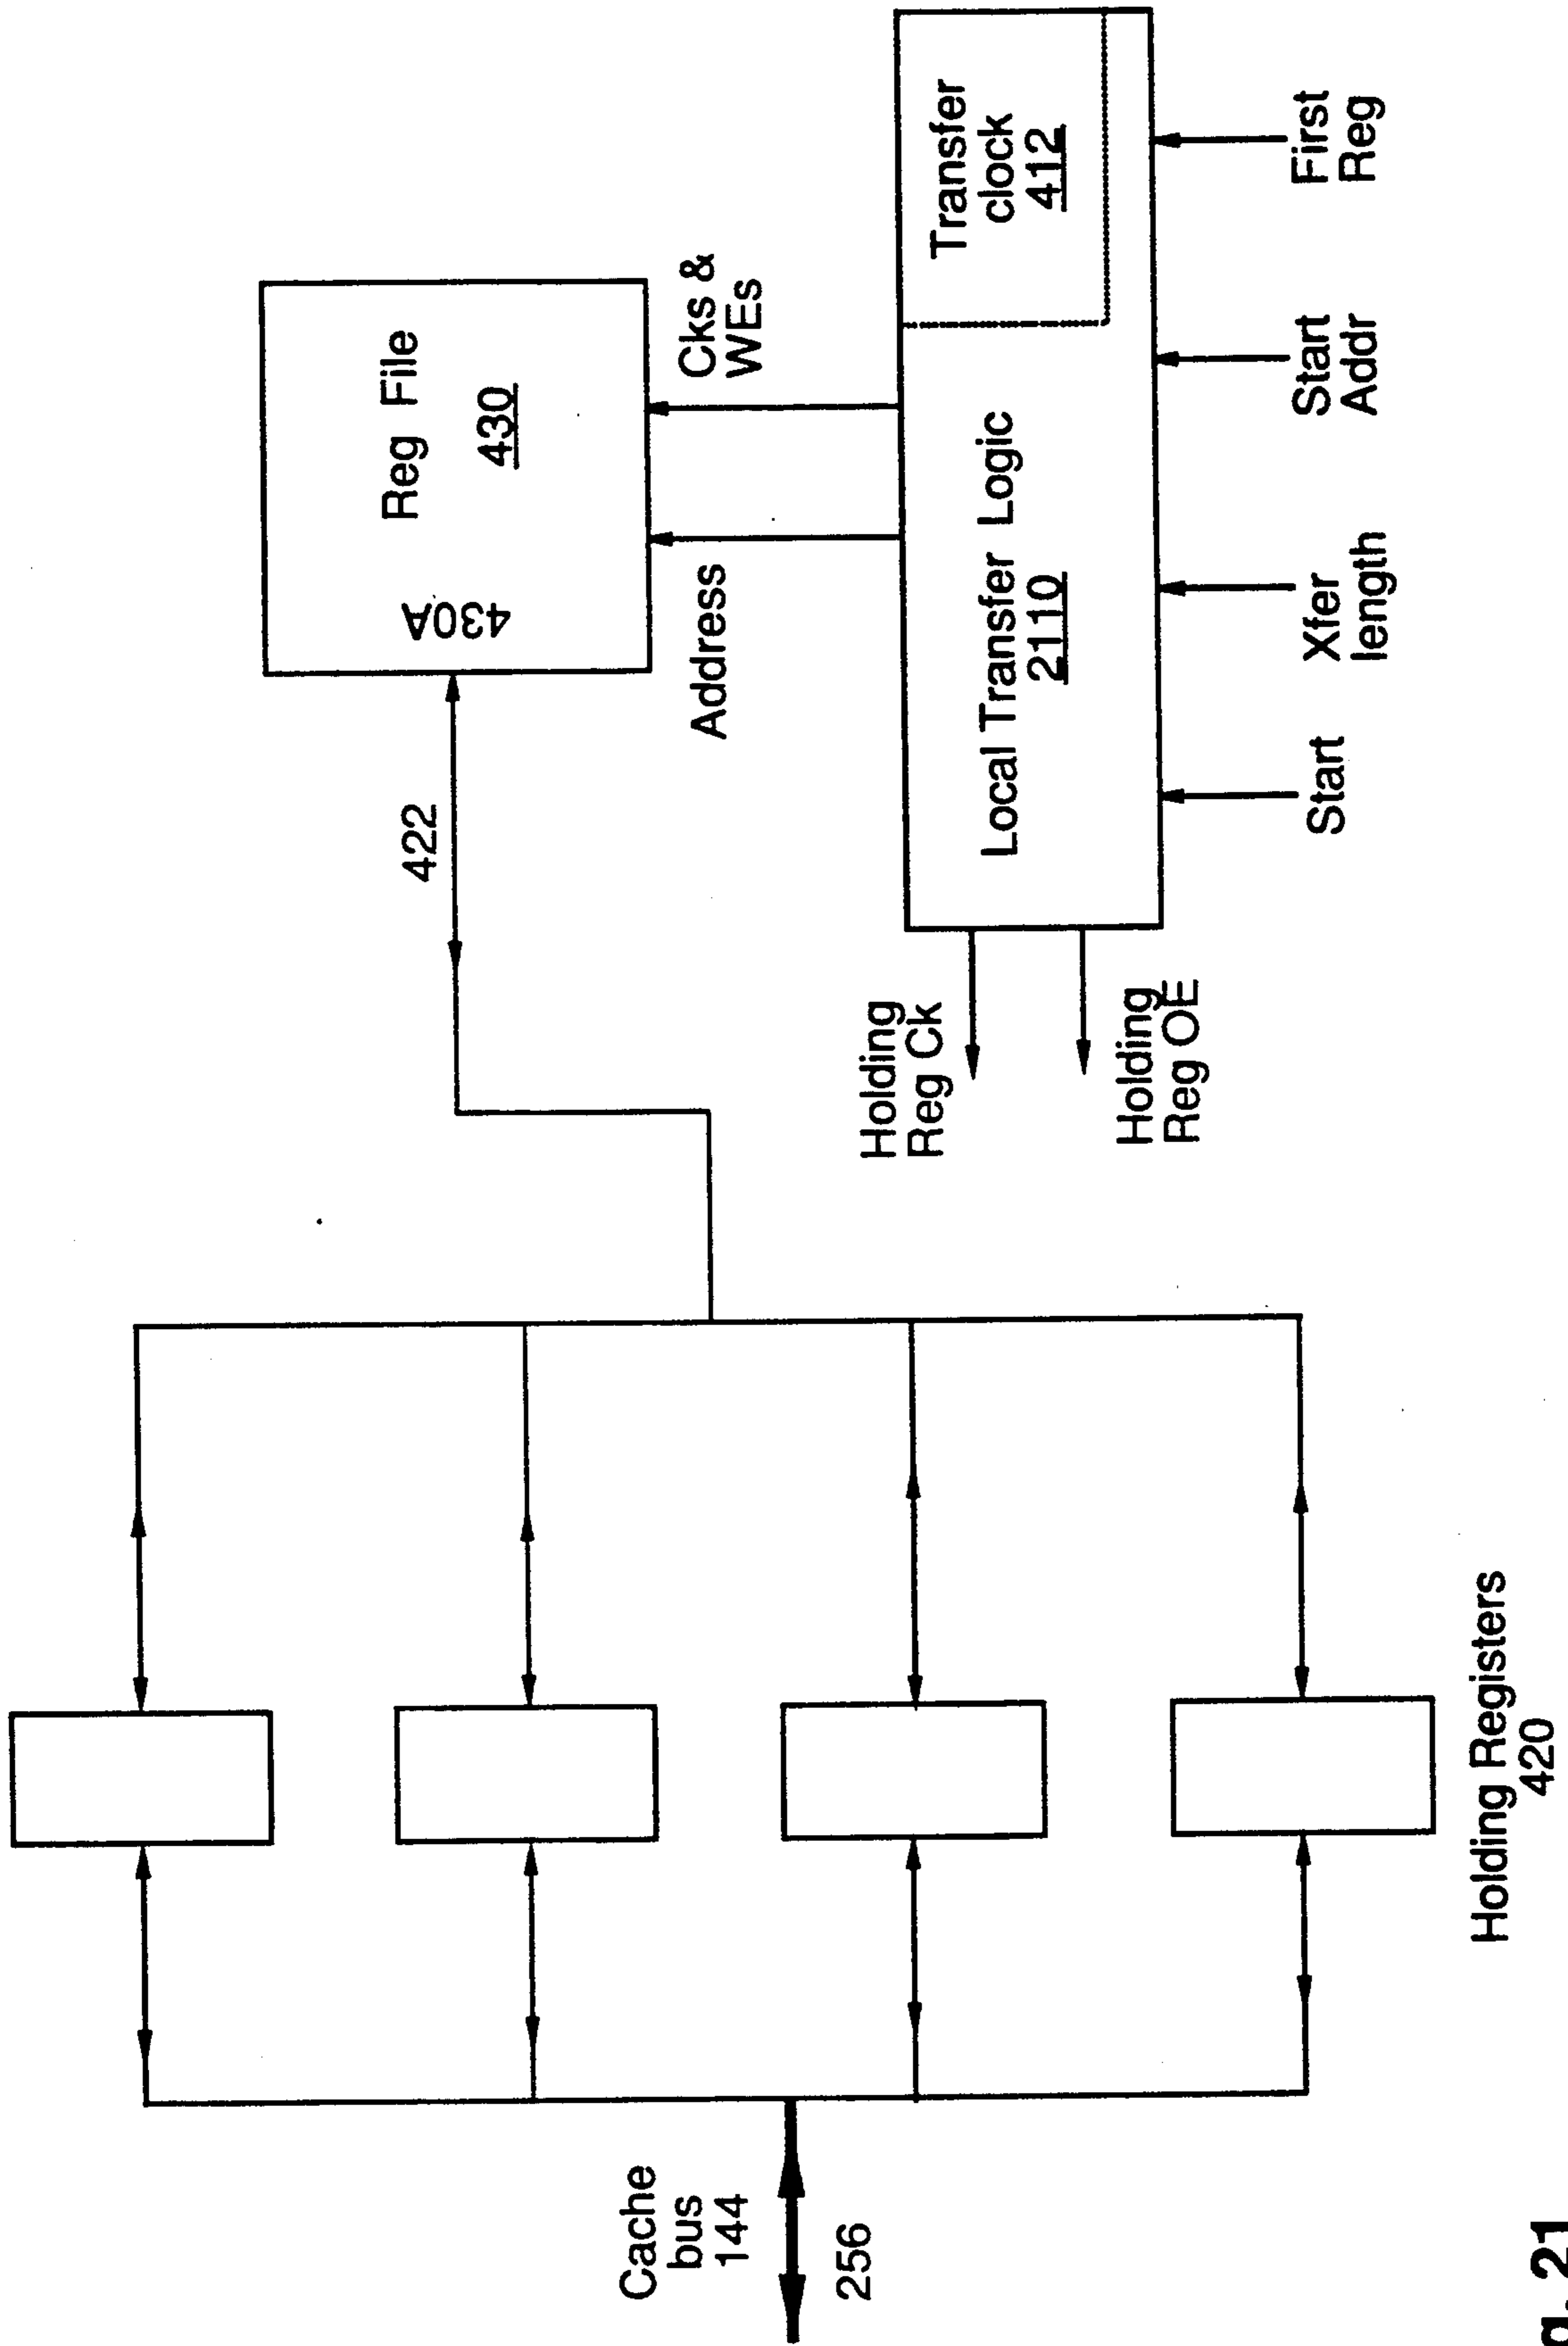 Cache
bus
144
256
Holding Registers
420
422
Reg File
430
430A
Address
Cks &
WEs
Holding
Reg Ck
Holding
Reg OE
Local Transfer Logic
2110
Transfer
clock
412
Start
Xfer
length
Start
Addr
First
Reg
g. 21